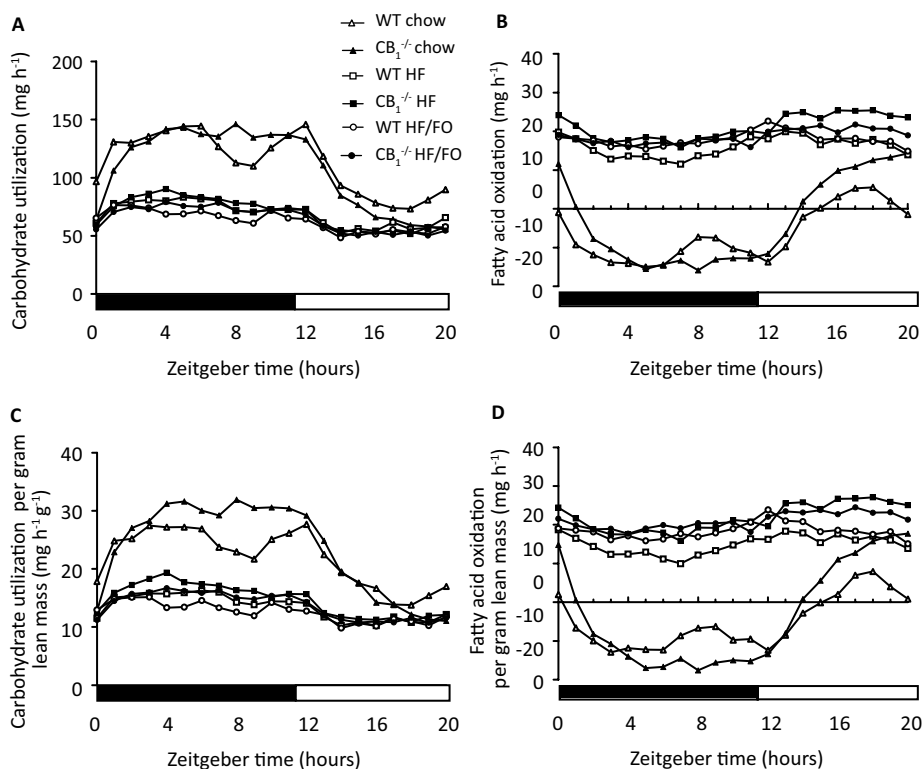 A
Carbohydrate utilization (mg h-1)
200
150
100
50
0
0 4 8 12 16 20
Zeitgeber time (hours)
WT chow
CB1-/- chow
WT HF
CB1-/- HF
WT HF/FO
CB1-/- HF/FO
B
Fatty acid oxidation (mg h-1)
40
30
20
10
0
-10
-20
0
0 4 8 12 16 20
Zeitgeber time (hours)
C
Carbohydrate utilization per gram
lean mass (mg h-1 g-1)
40
30
20
10
0
0 4 8 12 16 20
Zeitgeber time (hours)
D
Fatty acid oxidation
per gram lean mass (mg h-1)
40
30
20
10
0
-10
-20
0
0 4 8 12 16 20
Zeitgeber time (hours)